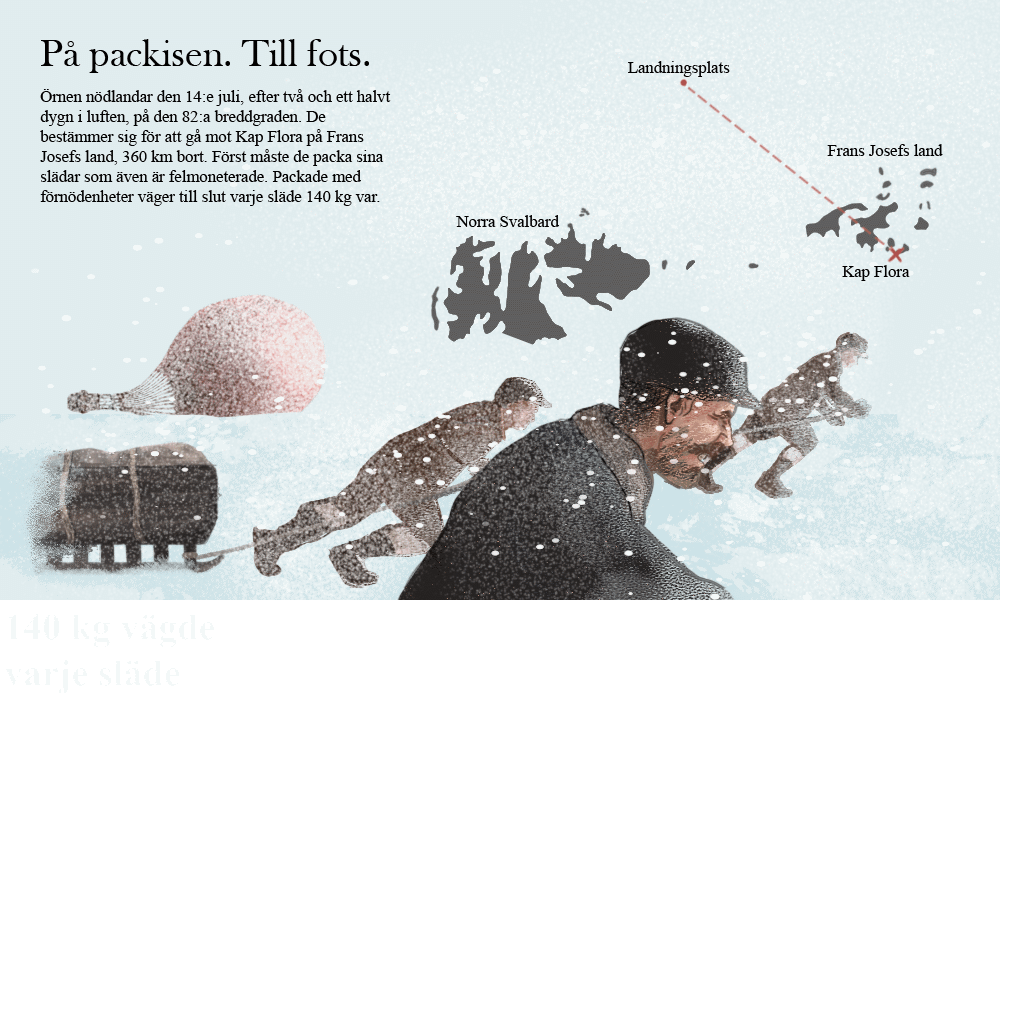 På packisen. Till fots.
Örnen nödlandar den 14:e juli, efter två och ett halvt
dygn i luften, på den 82:a breddgraden. De
bestämmer sig för att gå mot Kap Flora på Frans
Josefs land, 360 km bort. Först måste de packa sina
slädar som även är felmoneterade. Packade med
förnödenheter väger till slut varje släde 140 kg var.
Landningsplats
Frans Josefs land
Norra Svalbard
Kap Flora
140 kg vägde
varje släde